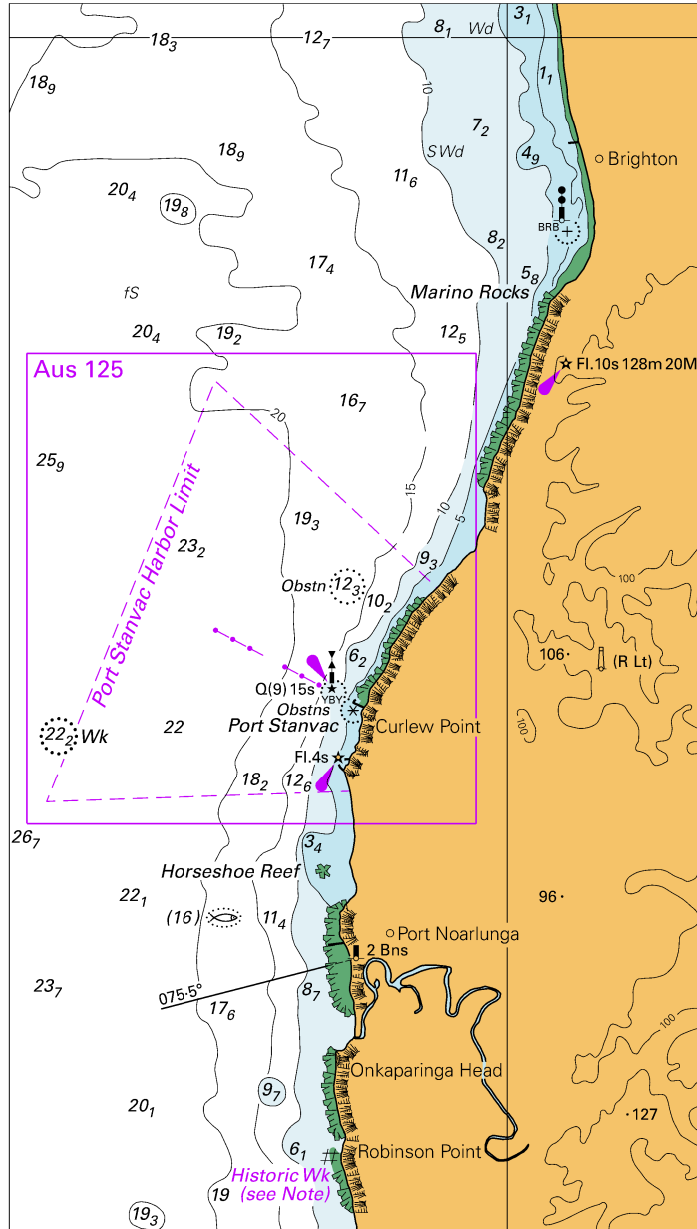 3₁
8₁
Wd
18₃
12₇
10
1₁
18₉
7₂
S Wd
4₉
Brighton
18₉
11₆
20₄
19₈
BRB
8₂
17₄
5₈
Marino Rocks
fS
20₄
19₂
12₅
Aus 125
Fl.10s 128m 20M
16₇
20
25₉
15
10
5
Port Stanvac Harbor Limit
19₃
23₂
9₃
100
Obstn
12₃
10₂
6₂
106
(R Lt)
Q(9) 15s
YBY
Obstns
100
22
Port Stanvac
Curlew Point
22₂
Wk
Fl.4s
18₂
12₆
26₇
3₄
Horseshoe Reef
22₁
96
(16)
11₄
Port Noarlunga
2 Bns
23₇
075·5°
8₇
17₆
100
Onkaparinga Head
9₇
20₁
127
6₁
Robinson Point
Historic Wk
(see Note)
19
19₃